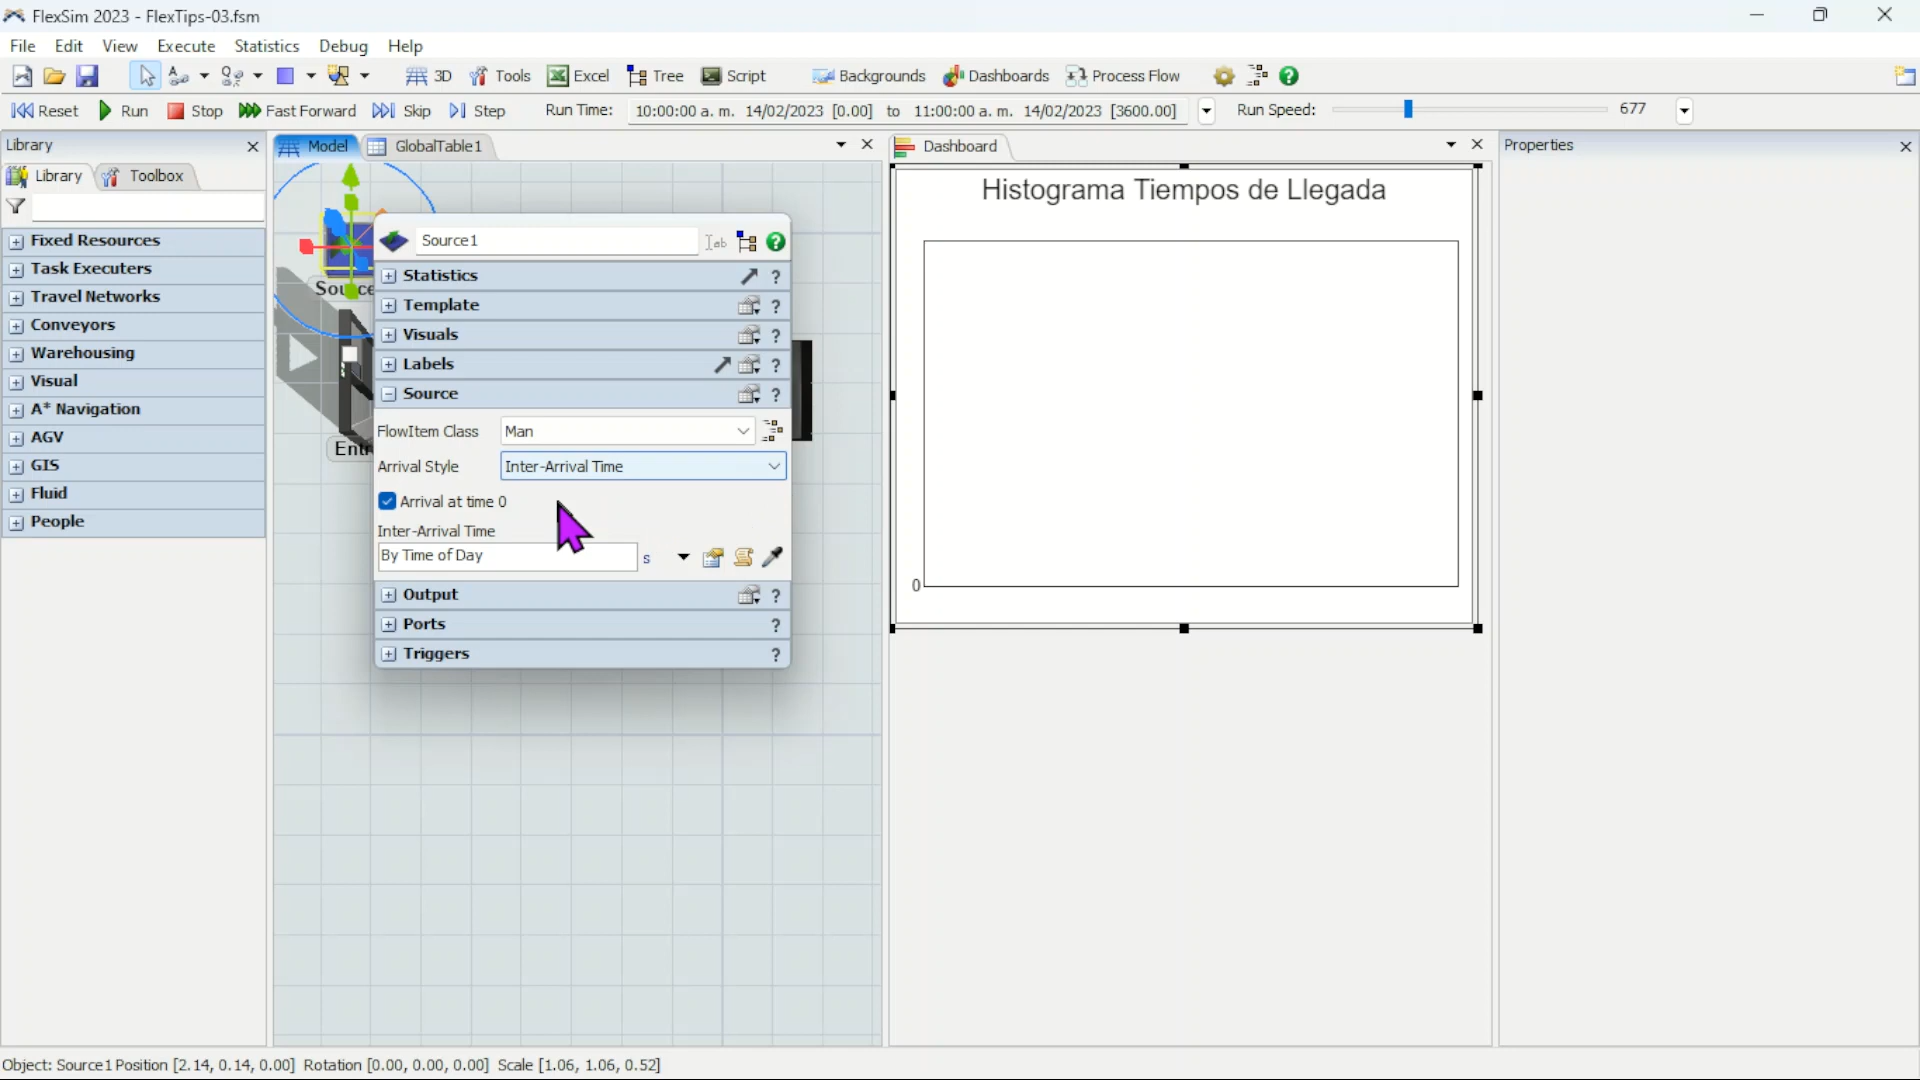 FlexSim 2023 - FlexTips-03.fsm
File Edit View Execute Statistics Debug Help
3D Tools Excel Tree Script Backgrounds Dashboards Process Flow
Reset Run Stop Fast Forward Skip Step Run Time: 10:00:00 a. m. 14/02/2023 [0.00] to 11:00:00 a. m. 14/02/2023 [3600.00] Run Speed: 677
Library
Library Toolbox
Fixed Resources
Task Executers
Travel Networks
Conveyors
Warehousing
Visual
A* Navigation
AGV
GIS
Fluid
People
Model GlobalTable1
Source1
Statistics ?
Template ?
Visuals ?
Labels ?
Source ?
FlowItem Class Man
Arrival Style Inter-Arrival Time
Arrival at time 0
Inter-Arrival Time
By Time of Day s
Output ?
Ports ?
Triggers ?
Dashboard
Histograma Tiempos de Llegada
0
Properties
Object: Source1 Position [2.14, 0.14, 0.00] Rotation [0.00, 0.00, 0.00] Scale [1.06, 1.06, 0.52]